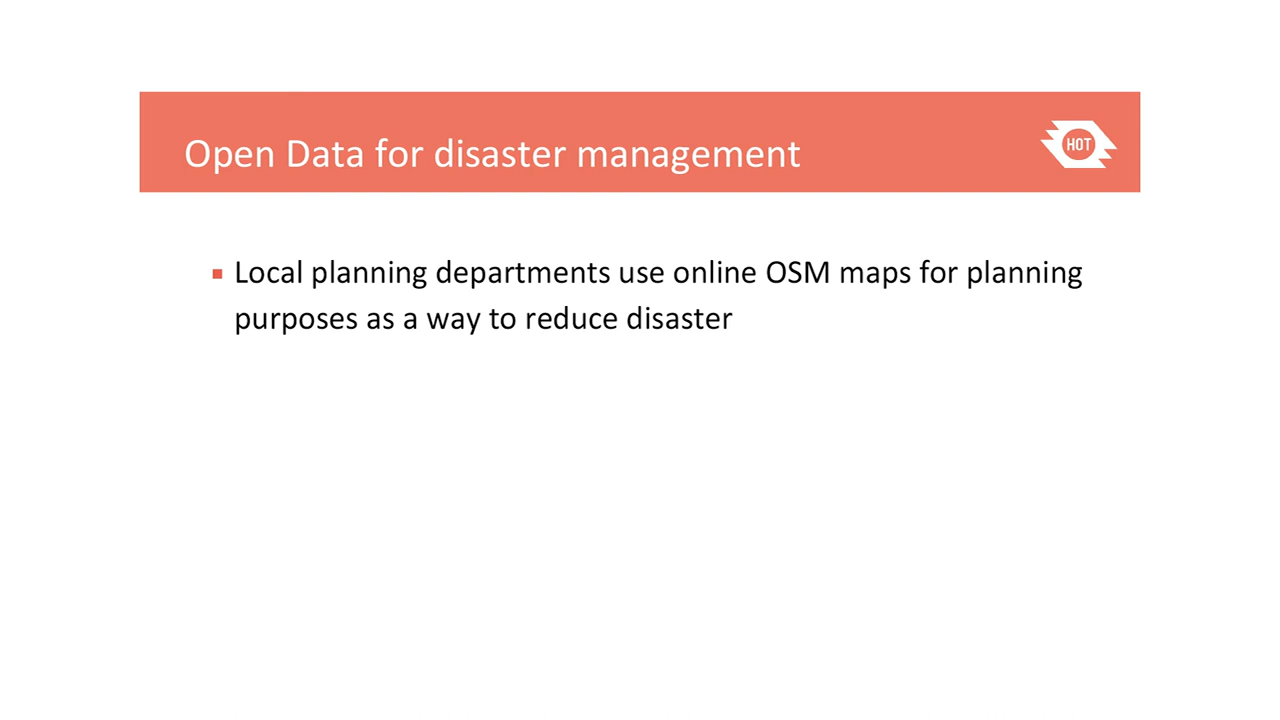 Open Data for disaster management
HOT
Local planning departments use online OSM maps for planning
purposes as a way to reduce disaster